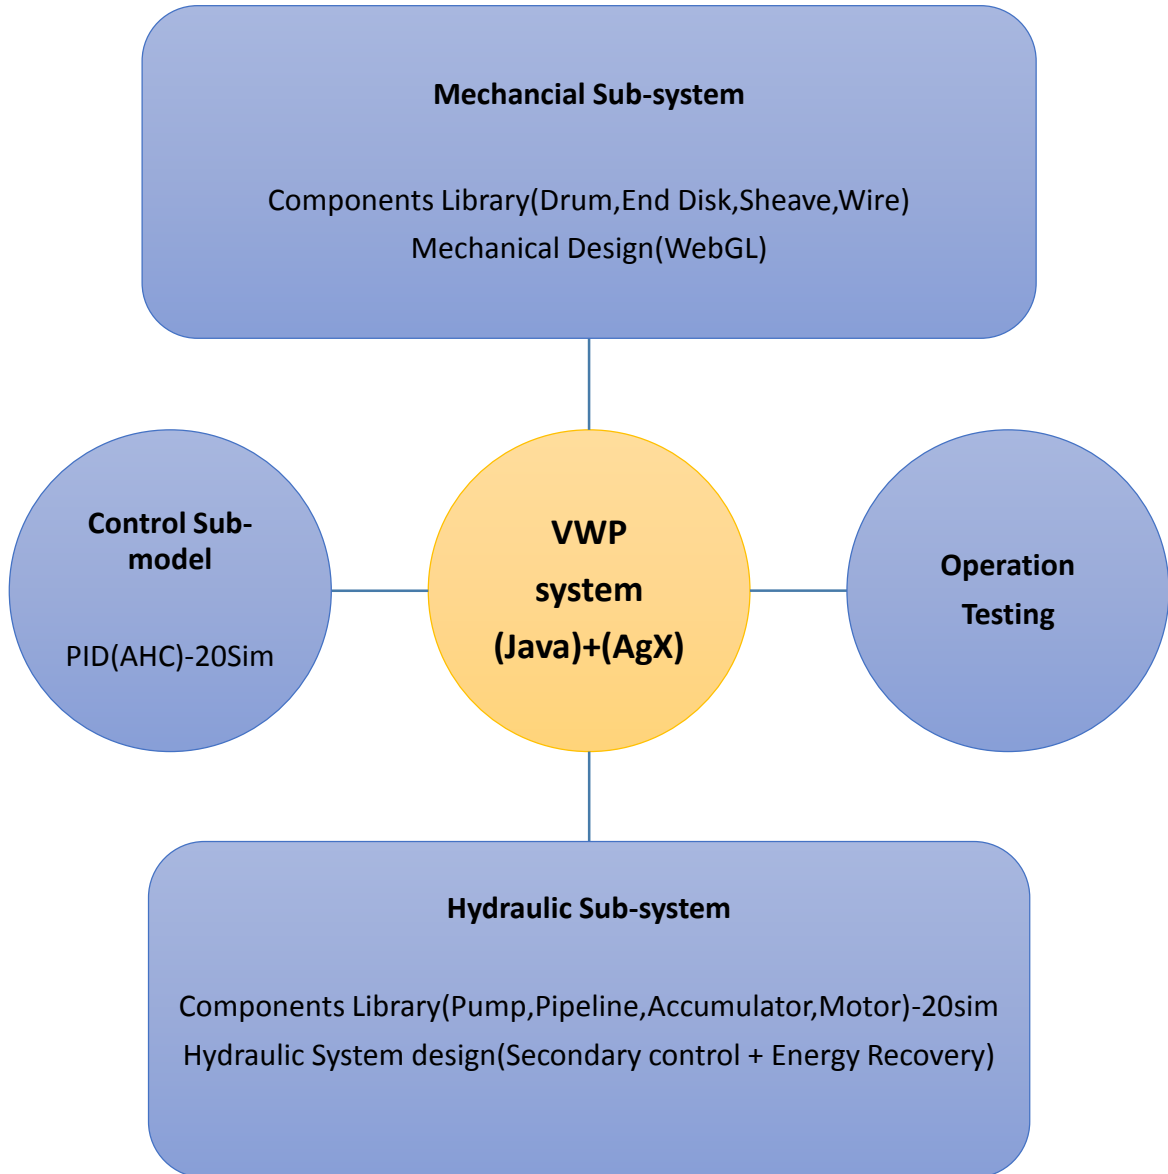 Mechancial Sub-system
Components Library(Drum,End Disk,Sheave,Wire)
Mechanical Design(WebGL)
Control Sub-
model
PID(AHC)-20Sim
VWP
system
(Java)+(AgX)
Operation
Testing
Hydraulic Sub-system
Components Library(Pump,Pipeline,Accumulator,Motor)-20sim
Hydraulic System design(Secondary control + Energy Recovery)